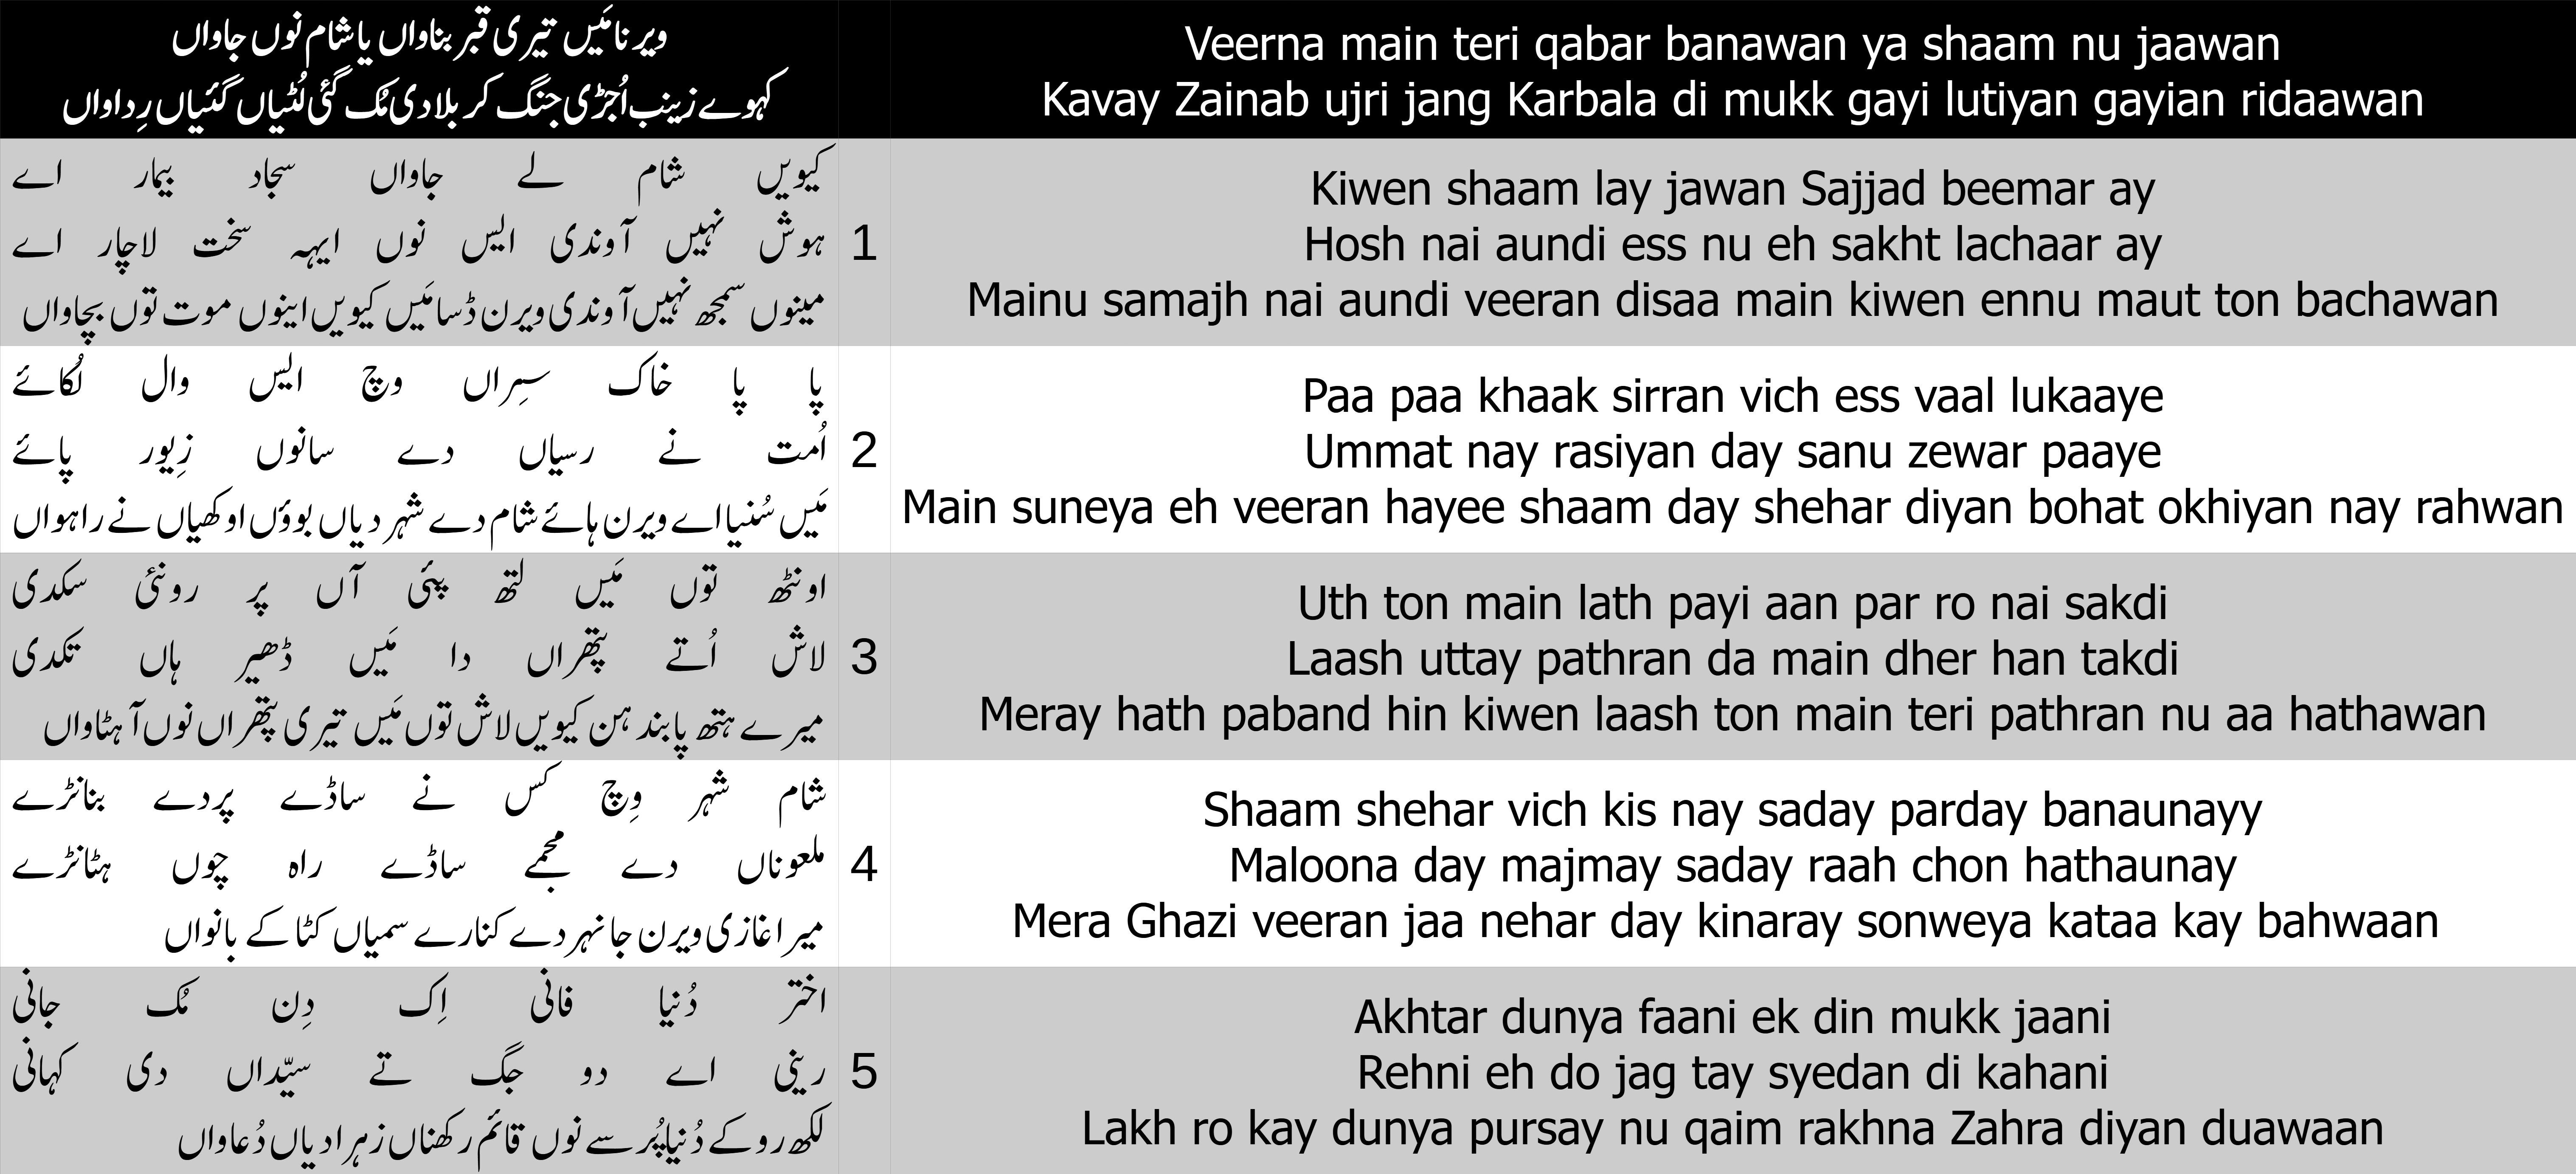 ویرنا مَیں تیری قبر بناواں یا شام نوں جاواں
کہوے زینب اُجڑی جنگ کربلا دی مُک گئی لُٹیاں گئیاں رِداواں
Veerna main teri qabar banawan ya shaam nu jaawan
Kavay Zainab ujri jang Karbala di mukk gayi lutiyan gayian ridaawan
کیویں شام لے جاواں سجاد بیمار اے
ہوش نہیں آوندی ایس نوں ایہہ سخت لاچار اے
مینوں سمجھ نہیں آوندی ویرن ڈسا مَیں کیویں اینوں موت توں بچاواں
1
Kiwen shaam lay jawan Sajjad beemar ay
Hosh nai aundi ess nu eh sakht lachaar ay
Mainu samajh nai aundi veeran disaa main kiwen ennu maut ton bachawan
پا پا خاک سِراں وچ ایس وال لُکائے
اُمت نے رسیاں دے سانوں زِیور پائے
مَیں سُنیا اے ویرن ہائے شام دے شہر دیاں بوؤں اوکھیاں نے راہواں
2
Paa paa khaak sirran vich ess vaal lukaaye
Ummat nay rasiyan day sanu zewar paaye
Main suneya eh veeran hayee shaam day shehar diyan bohat okhiyan nay rahwan
اونٹھ توں مَیں لتھ پئی آں پر رونئی سکدی
لاش اُتے پتھراں دا مَیں ڈھیر ہاں تکدی
میرے ہتھ پابند ہن کیویں لاش توں مَیں تیری پتھراں نوں آ ہٹاواں
3
Uth ton main lath payi aan par ro nai sakdi
Laash uttay pathran da main dher han takdi
Meray hath paband hin kiwen laash ton main teri pathran nu aa hathawan
شام شہر وِچ کس نے ساڈے پردے بنانڑے
ملعوناں دے مجمے ساڈے راہ چوں ہٹانڑے
میرا غازی ویرن جا نہر دے کنارے سمیاں کٹا کے بانواں
4
Shaam shehar vich kis nay saday parday banaunayy
Maloona day majmay saday raah chon hathaunay
Mera Ghazi veeran jaa nehar day kinaray sonweya kataa kay bahwaan
اختر دُنیا فانی اِک دِن مُک جانی
رینی اے دو جگ تے سیّداں دی کہانی
لکھ رو کے دُنیا پُرسے نوں قائم رکھناں زہرا دیاں دُعاواں
5
Akhtar dunya faani ek din mukk jaani
Rehni eh do jag tay syedan di kahani
Lakh ro kay dunya pursay nu qaim rakhna Zahra diyan duawaan